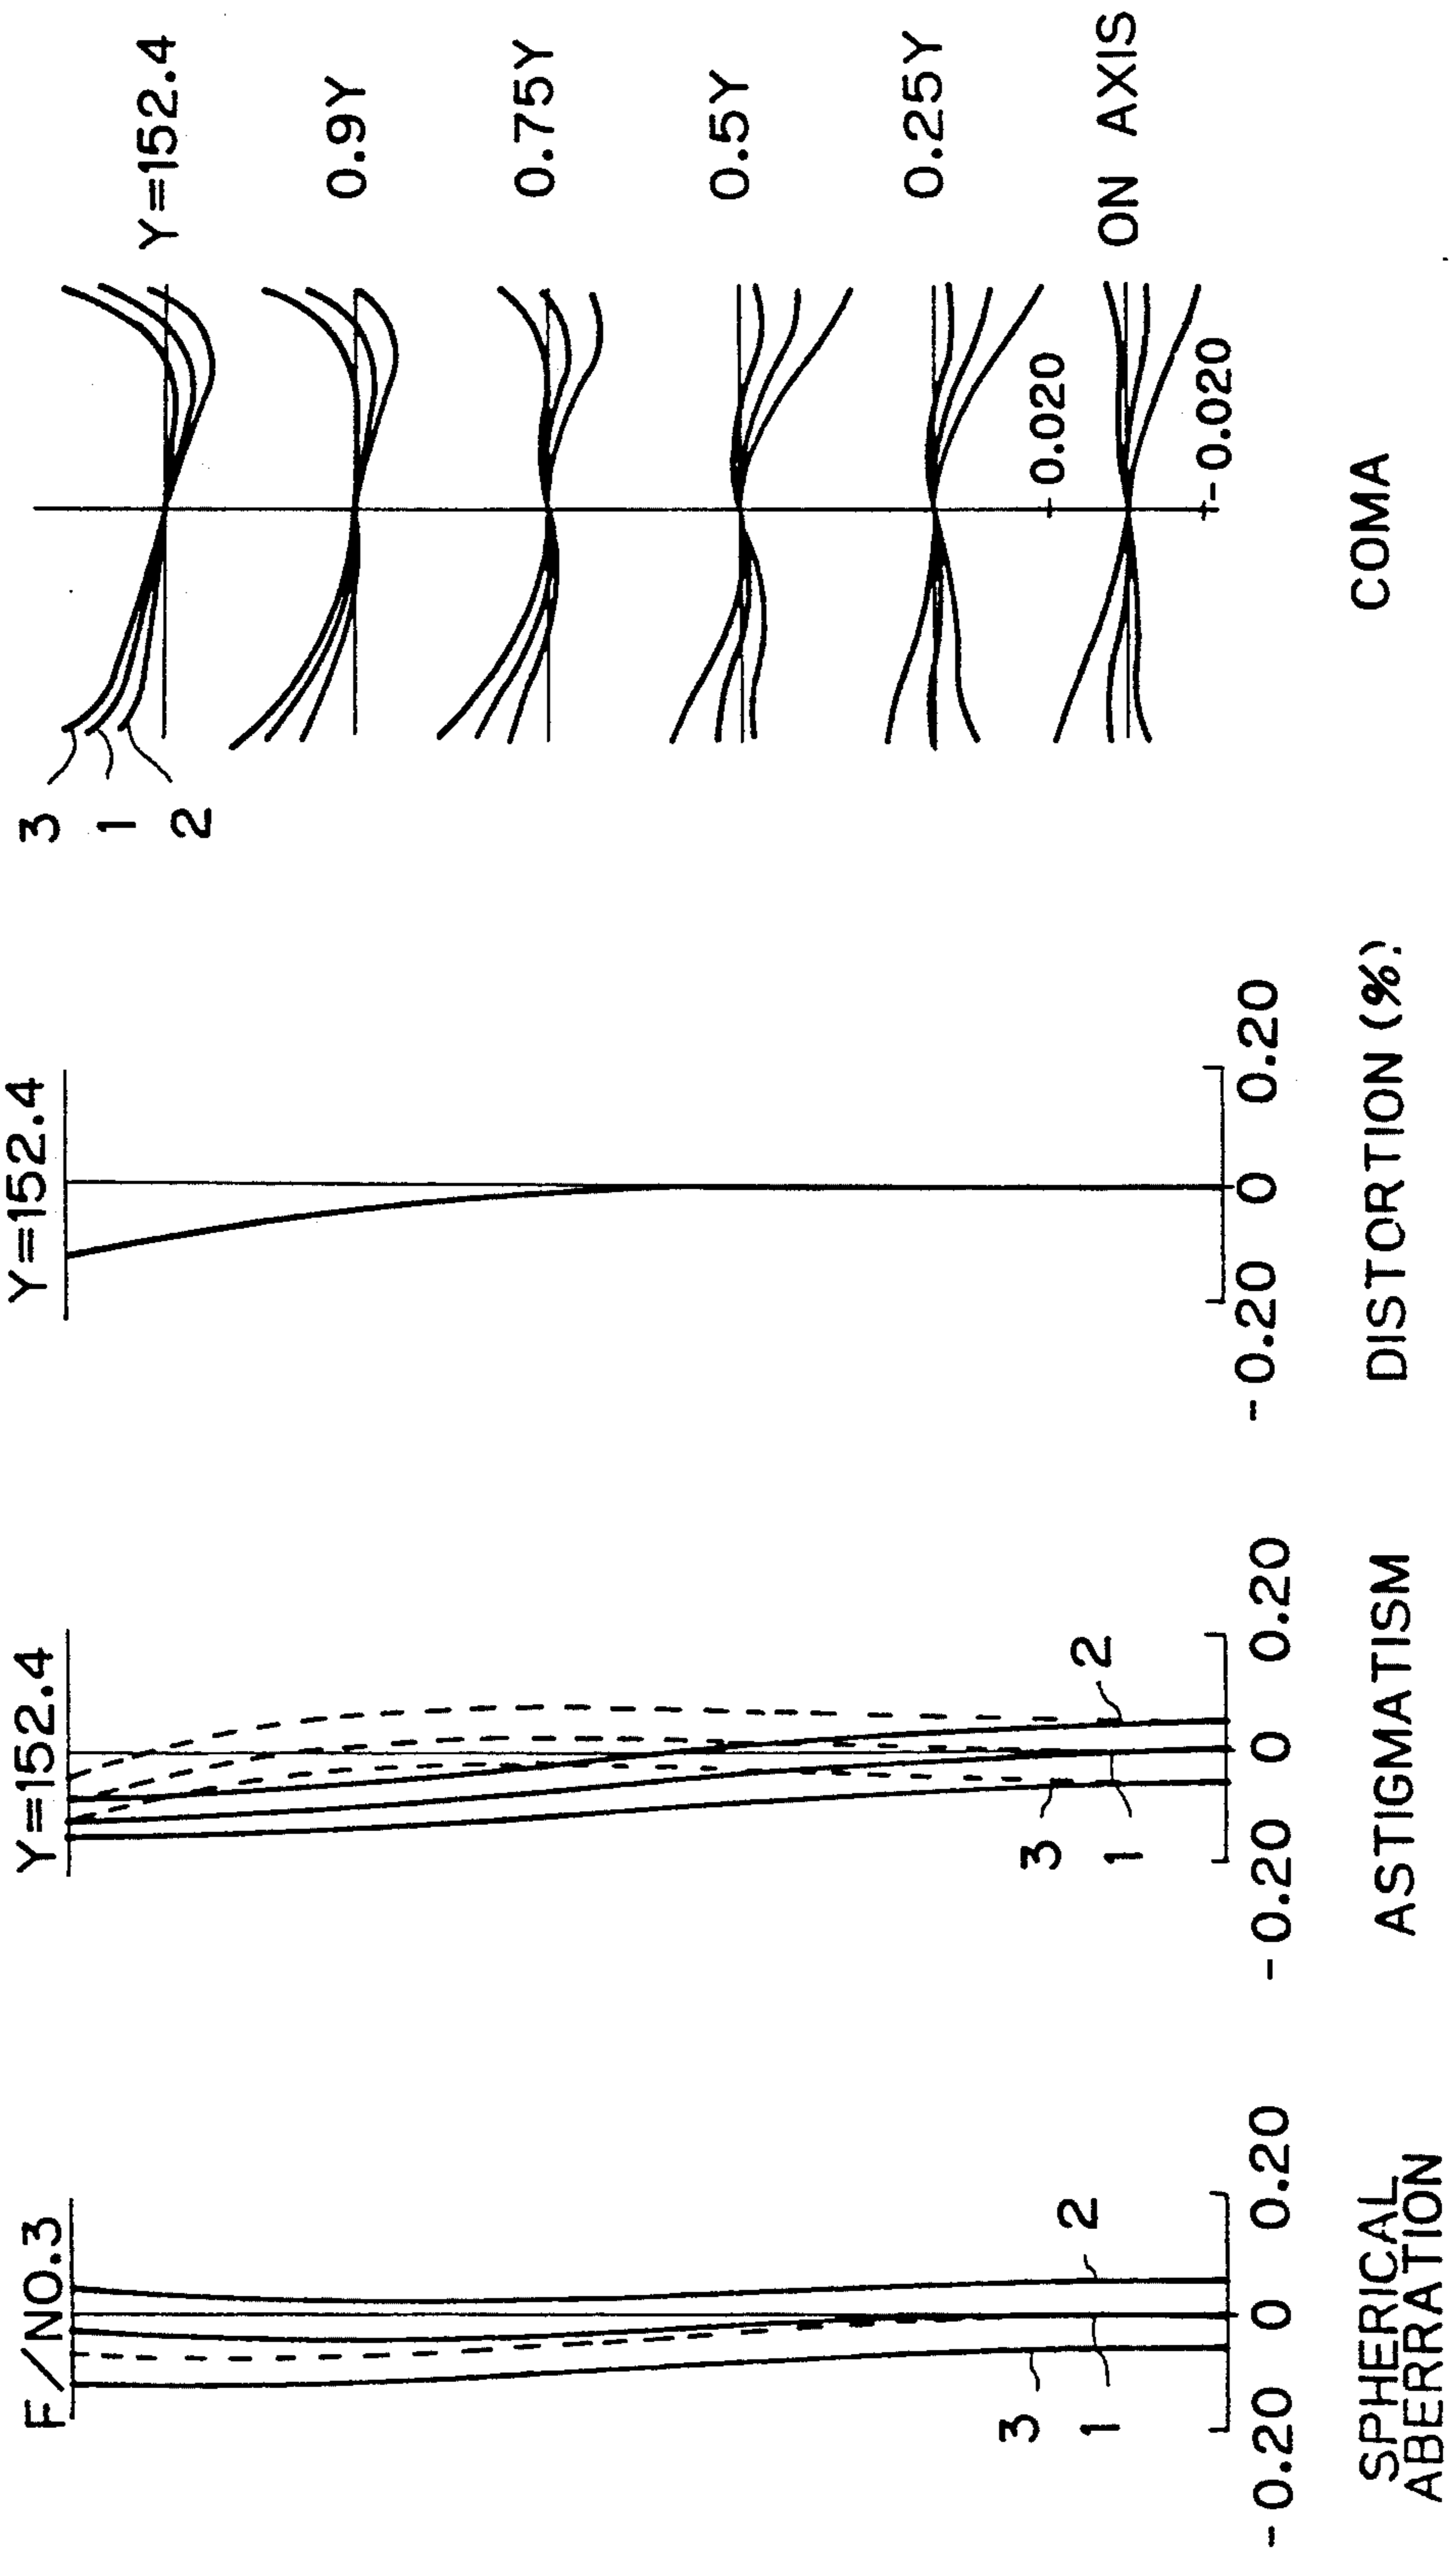 F/NO.3
2
3
1
-0.20 0 0.20
SPHERICAL
ABERRATION
Y=152.4
2
3
1
-0.20 0 0.20
ASTIGMATISM
Y=152.4
-0.20 0 0.20
DISTORTION (%)
3
1
2
Y=152.4
0.9Y
0.75Y
0.5Y
0.25Y
0.020
ON AXIS
-0.020
COMA